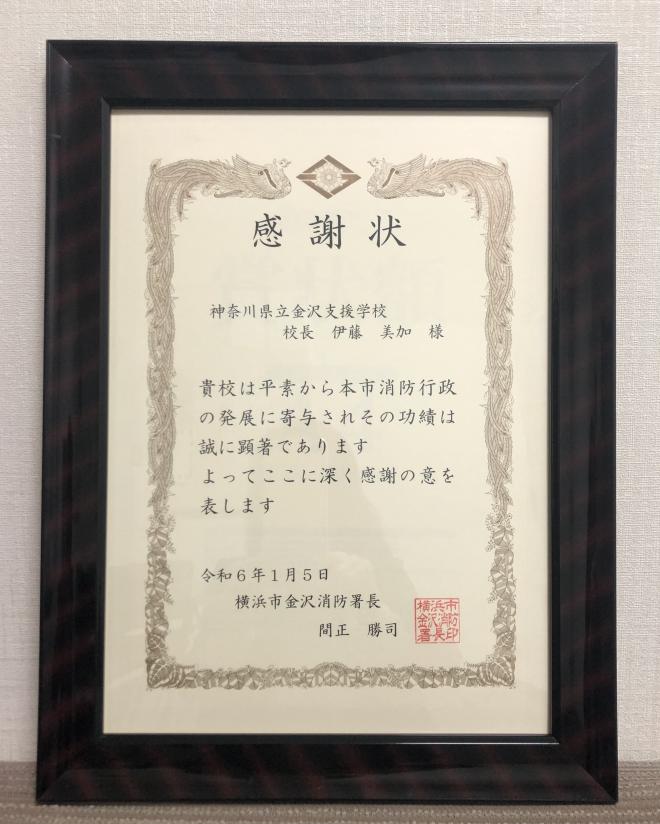 感謝状
神奈川県立金沢支援学校
校長 伊藤 美加 様
貴校は平素から本市消防行政
の発展に寄与されその功績は
誠に顕著であります
よってここに深く感謝の意を
表します
令和6年1月5日
横浜市金沢消防署長
間正 勝司
横浜市金沢消防署長印